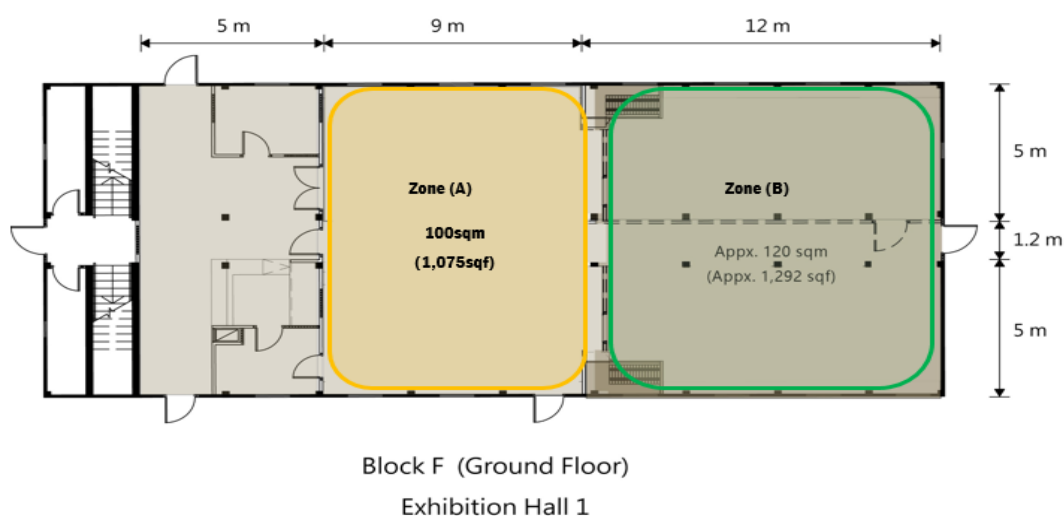 5 m
9 m
12 m
Zone (A)
100sqm
(1,075sqf)
Zone (B)
Appx. 120 sqm
(Appx. 1,292 sqf)
5 m
1.2 m
5 m
Block F (Ground Floor)
Exhibition Hall 1